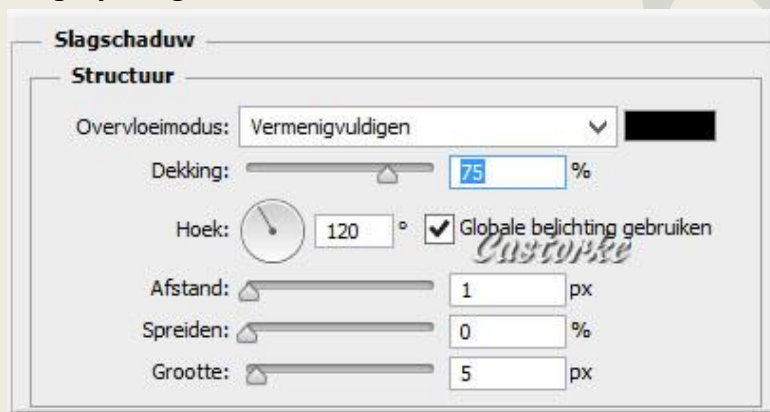 Slagschaduw
Structuur
Overvloeimodus: Vermenigvuldigen
Dekking: 75 %
Hoek: 120 ° Globale belichting gebruiken
Castorke
Afstand: 1 px
Spreiden: 0 %
Grootte: 5 px